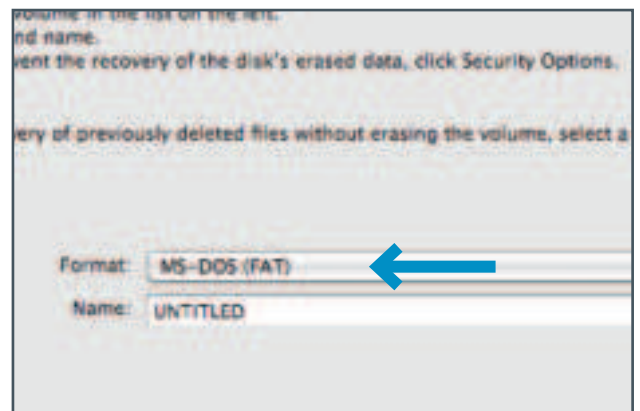 volume in the list on the left.
nd name.
vent the recovery of the disk's erased data, click Security Options.
ery of previously deleted files without erasing the volume, select a
Format: MS-DOS (FAT)
Name: UNTITLED